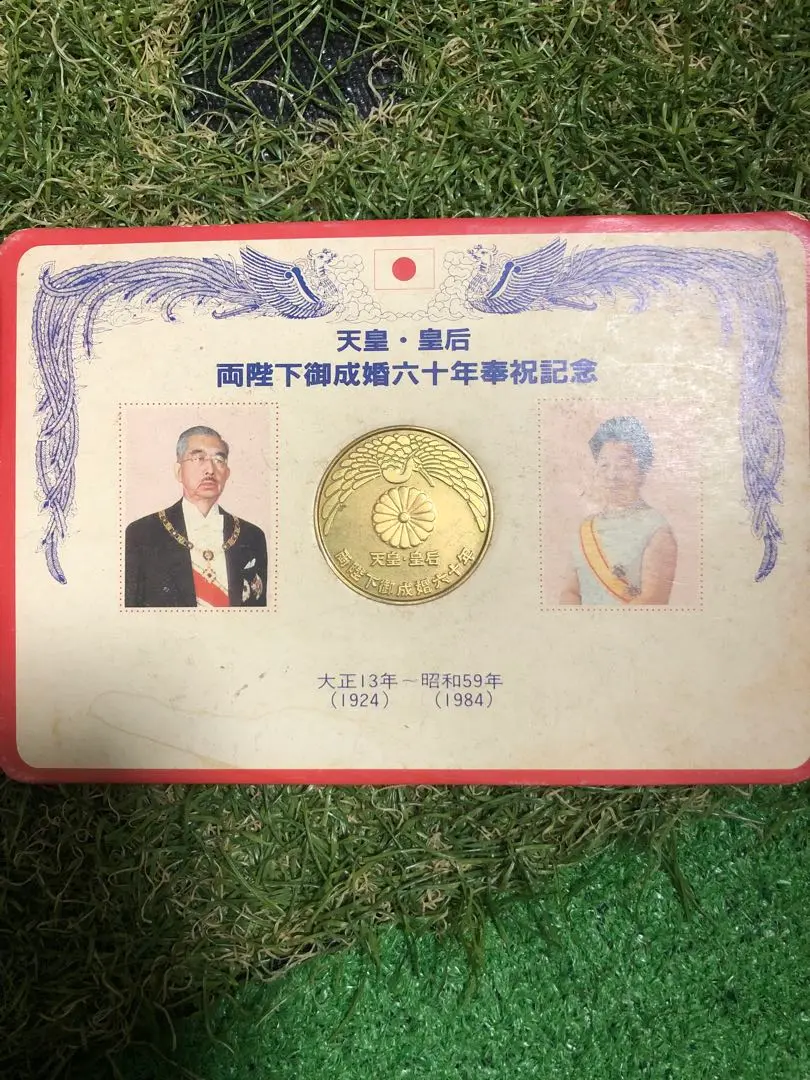 天皇・皇后
両陛下御成婚六十年奉祝記念
天皇・皇后
両陛下御成婚六十年
大正13年～昭和59年
(1924) (1984)